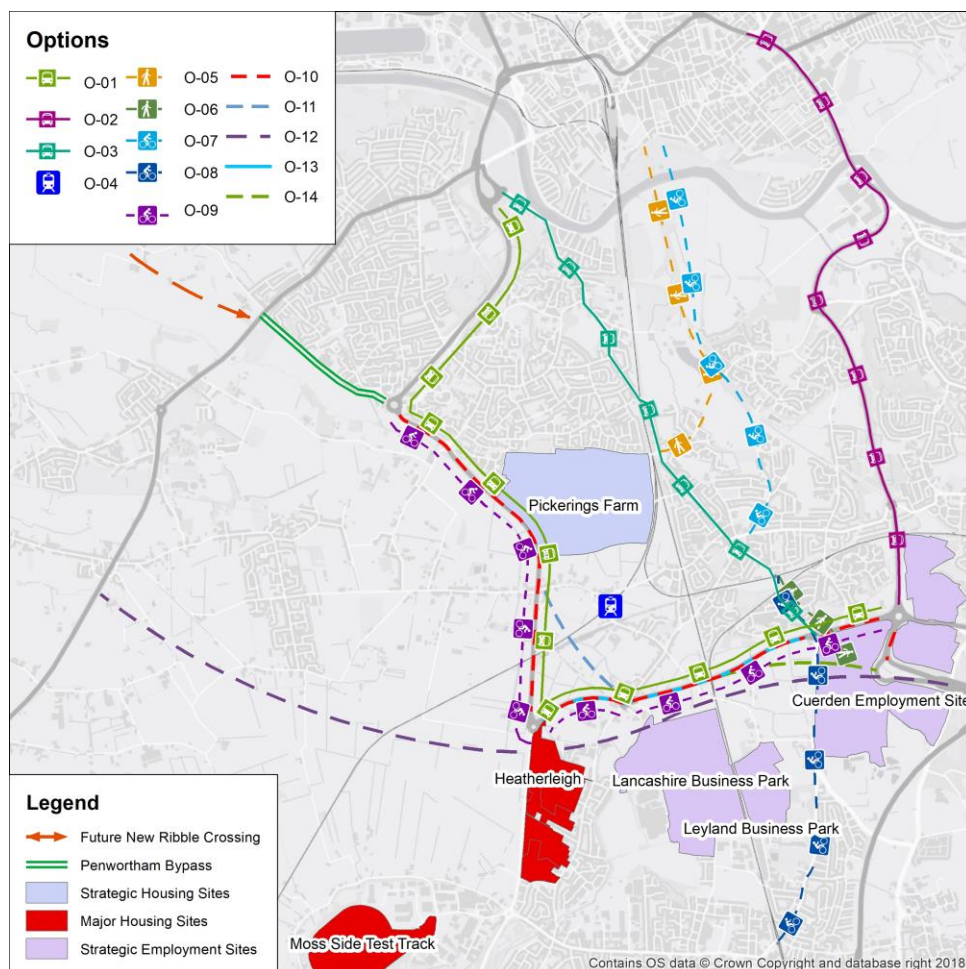 Options
O-01
O-02
O-03
O-04
O-05
O-06
O-07
O-08
O-09
O-10
O-11
O-12
O-13
O-14
Pickerings Farm
Cuerden Employment Site
Heatherleigh
Lancashire Business Park
Leyland Business Park
Moss Side Test Track
Legend
Future New Ribble Crossing
Penwortham Bypass
Strategic Housing Sites
Major Housing Sites
Strategic Employment Sites
Contains OS data © Crown Copyright and database right 2018